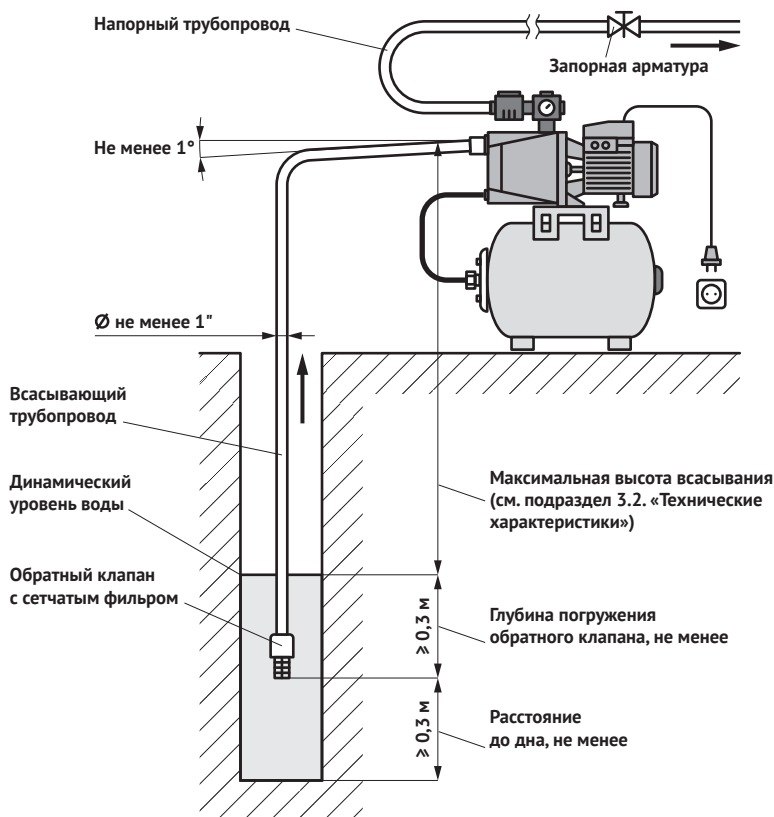 Напорный трубопровод
Запорная арматура
Не менее 1°
Ø не менее 1"
Всасывающий
трубопровод
Динамический
уровень воды
Обратный клапан
с сетчатым фильром
Максимальная высота всасывания
(см. подраздел 3.2. «Технические
характеристики»)
≥ 0,3 м
Глубина погружения
обратного клапана, не менее
≥ 0,3 м
Расстояние
до дна, не менее